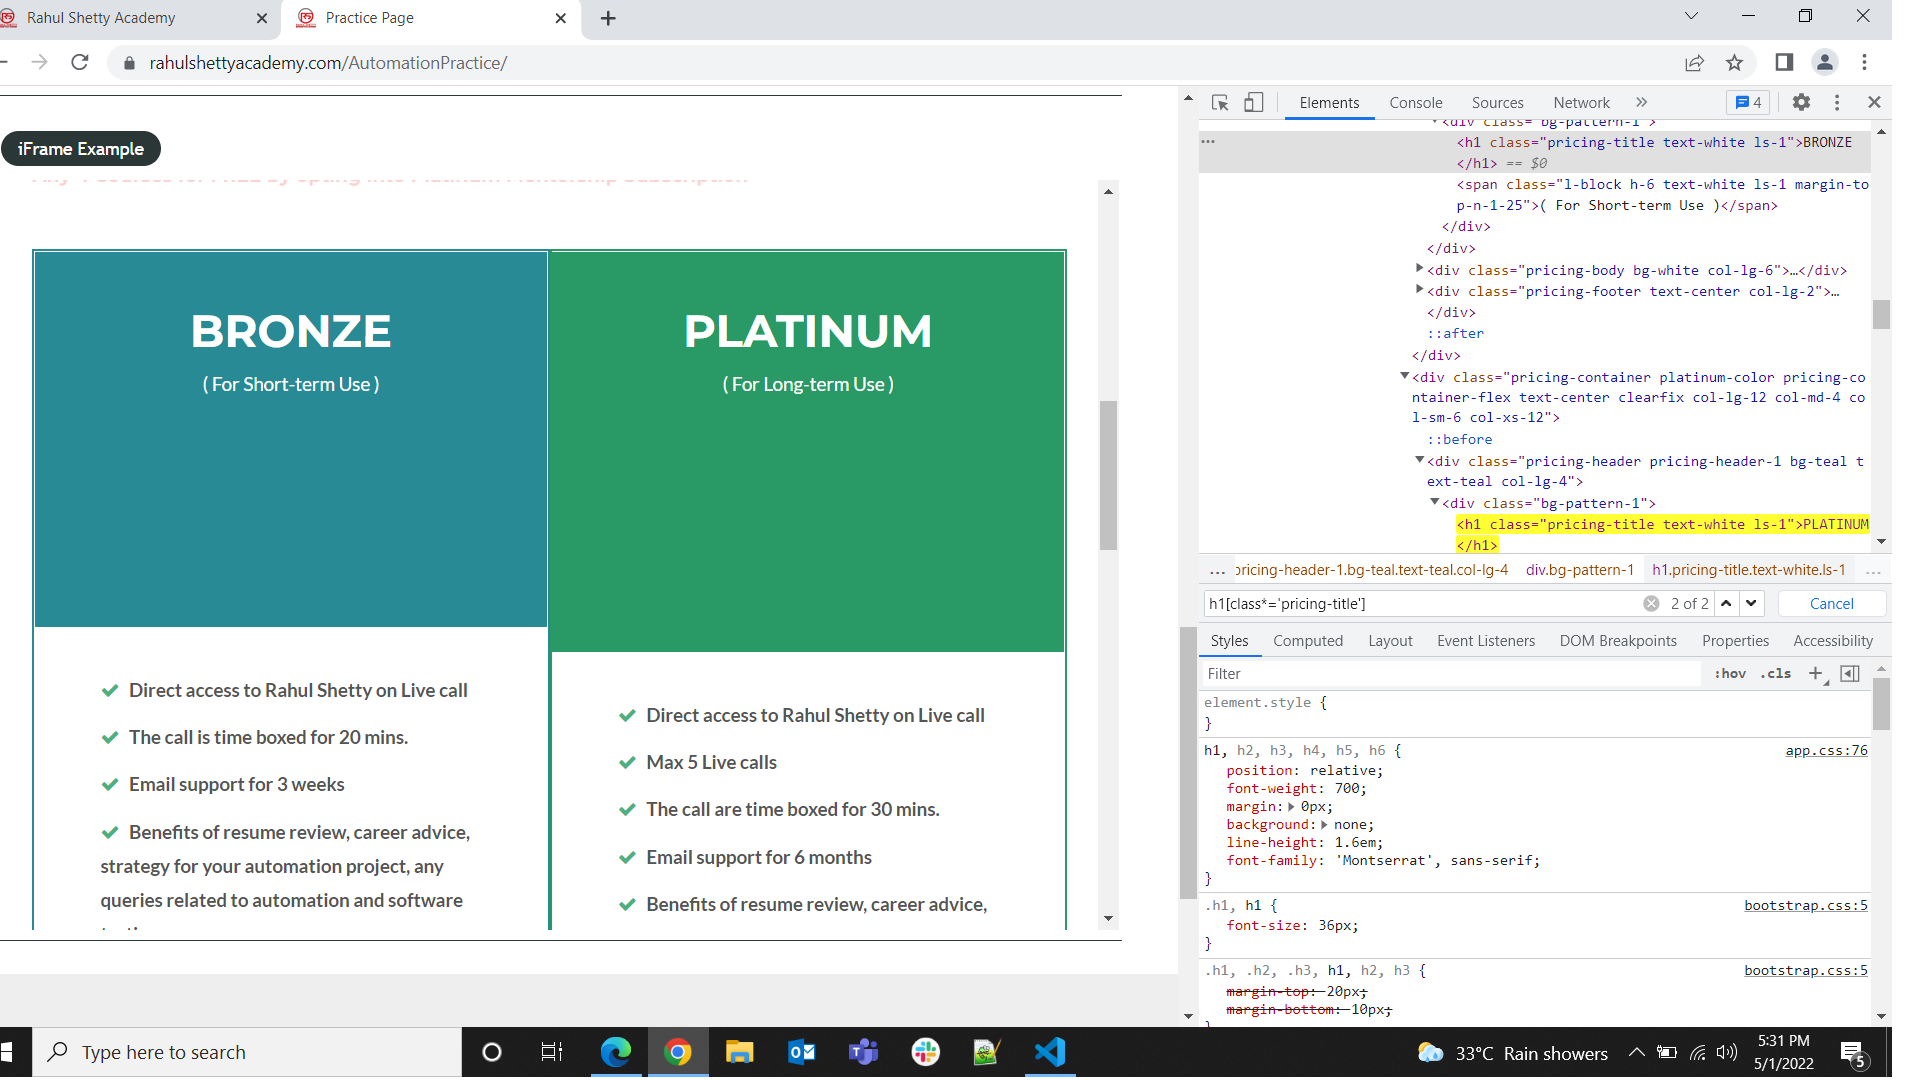 Rahul Shetty Academy
Practice Page
rahulshettyacademy.com/AutomationPractice/
iFrame Example
BRONZE
( For Short-term Use )
Direct access to Rahul Shetty on Live call
The call is time boxed for 20 mins.
Email support for 3 weeks
Benefits of resume review, career advice,
strategy for your automation project, any
queries related to automation and software
PLATINUM
( For Long-term Use )
Direct access to Rahul Shetty on Live call
Max 5 Live calls
The call are time boxed for 30 mins.
Email support for 6 months
Benefits of resume review, career advice,
Elements Console Sources Network » 4
<div class="bg-pattern-1">
<h1 class="pricing-title text-white ls-1">BRONZE
</h1> == $0
<span class="l-block h-6 text-white ls-1 margin-to
p-n-1-25">( For Short-term Use )</span>
</div>
</div>
<div class="pricing-body bg-white col-lg-6">…</div>
<div class="pricing-footer text-center col-lg-2">…
</div>
::after
</div>
<div class="pricing-container platinum-color pricing-co
ntainer-flex text-center clearfix col-lg-12 col-md-4 co
l-sm-6 col-xs-12">
::before
<div class="pricing-header pricing-header-1 bg-teal t
ext-teal col-lg-4">
<div class="bg-pattern-1">
<h1 class="pricing-title text-white ls-1">PLATINUM
</h1>
... pricing-header-1.bg-teal.text-teal.col-lg-4 div.bg-pattern-1 h1.pricing-title.text-white.ls-1 ...
h1[class*='pricing-title'] 2 of 2 Cancel
Styles Computed Layout Event Listeners DOM Breakpoints Properties Accessibility
Filter :hov .cls +
element.style {
}
h1, h2, h3, h4, h5, h6 { app.css:76
position: relative;
font-weight: 700;
margin: 0px;
background: none;
line-height: 1.6em;
font-family: 'Montserrat', sans-serif;
}
.h1, h1 { bootstrap.css:5
font-size: 36px;
}
.h1, .h2, .h3, h1, h2, h3 { bootstrap.css:5
margin-top: 20px;
margin-bottom: 10px;
}
Type here to search
33°C Rain showers
5:31 PM
5/1/2022
5